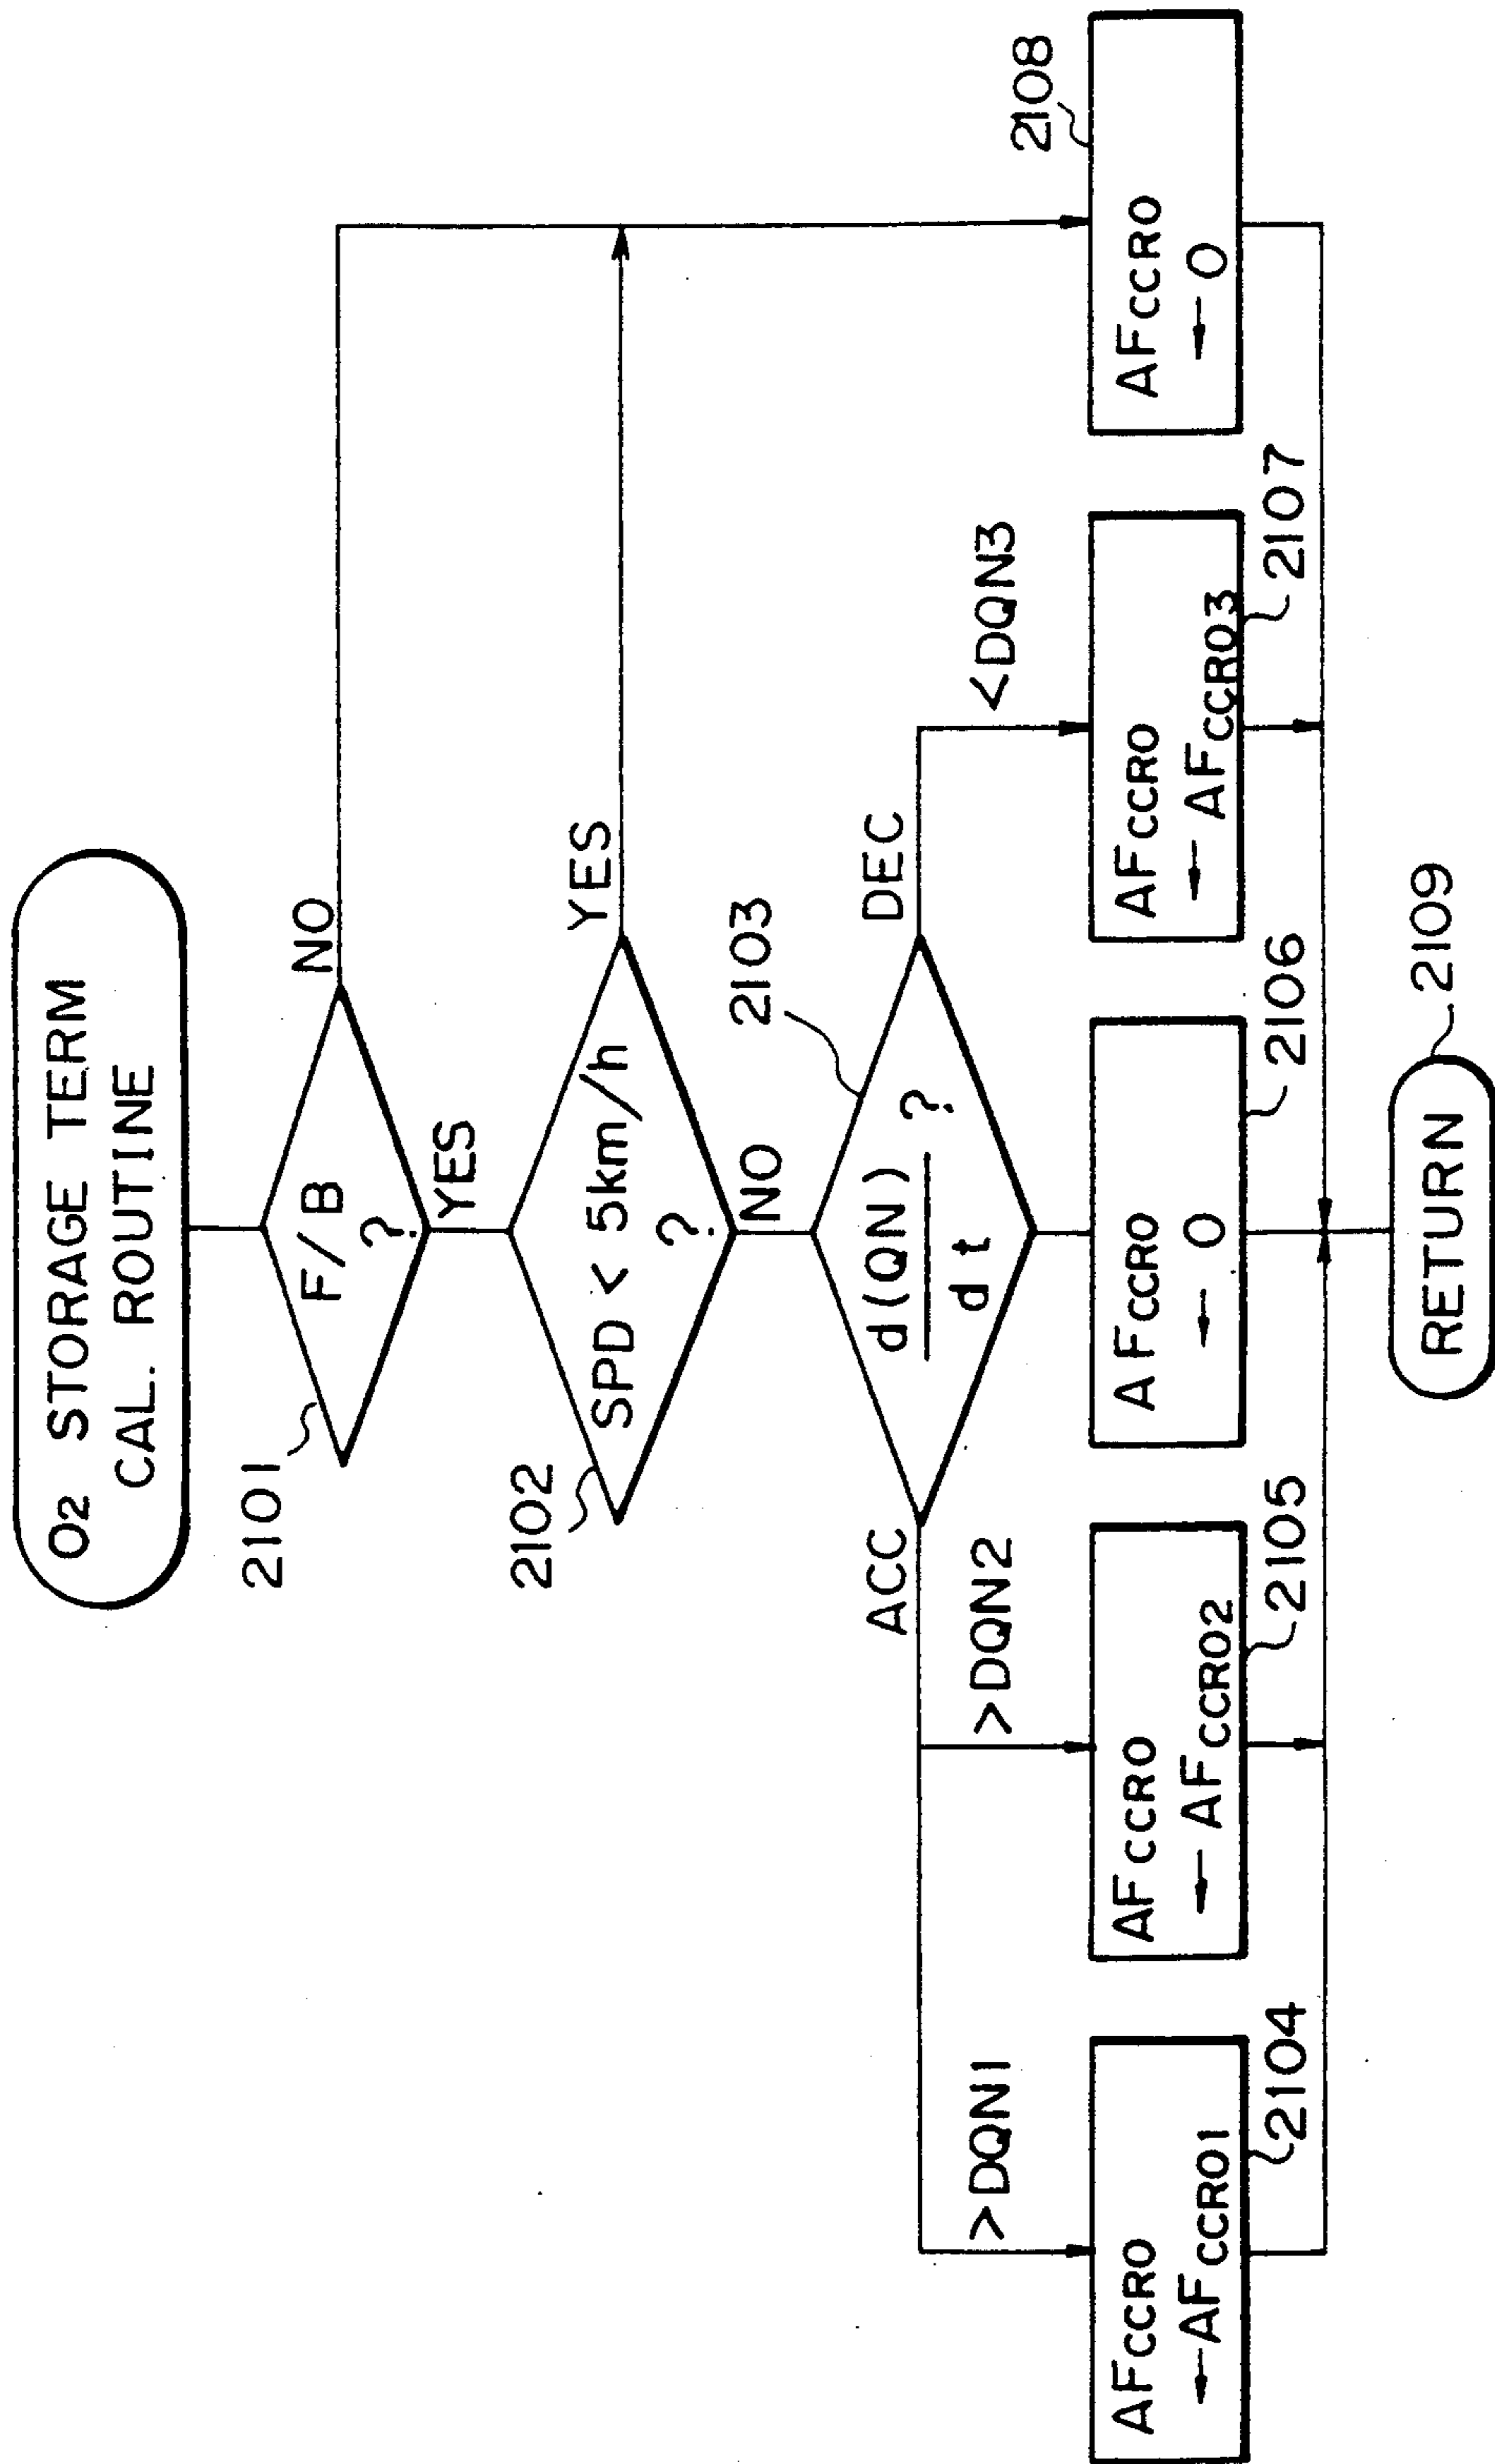 O2 STORAGE TERM
CAL. ROUTINE
2101
F/B
?
NO
YES
2102
SPD < 5km/h
?
YES
NO
2103
d(QN)
dt
?
ACC
DEC
>DQN1
>DQN2
<DQN3
AFCCRO
← AFCCRO1
2104
AFCCRO
← AFCCRO2
2105
AFCCRO
← 0
2106
AFCCRO
← AFCCRO3
2107
AFCCRO
← 0
2108
RETURN
2109